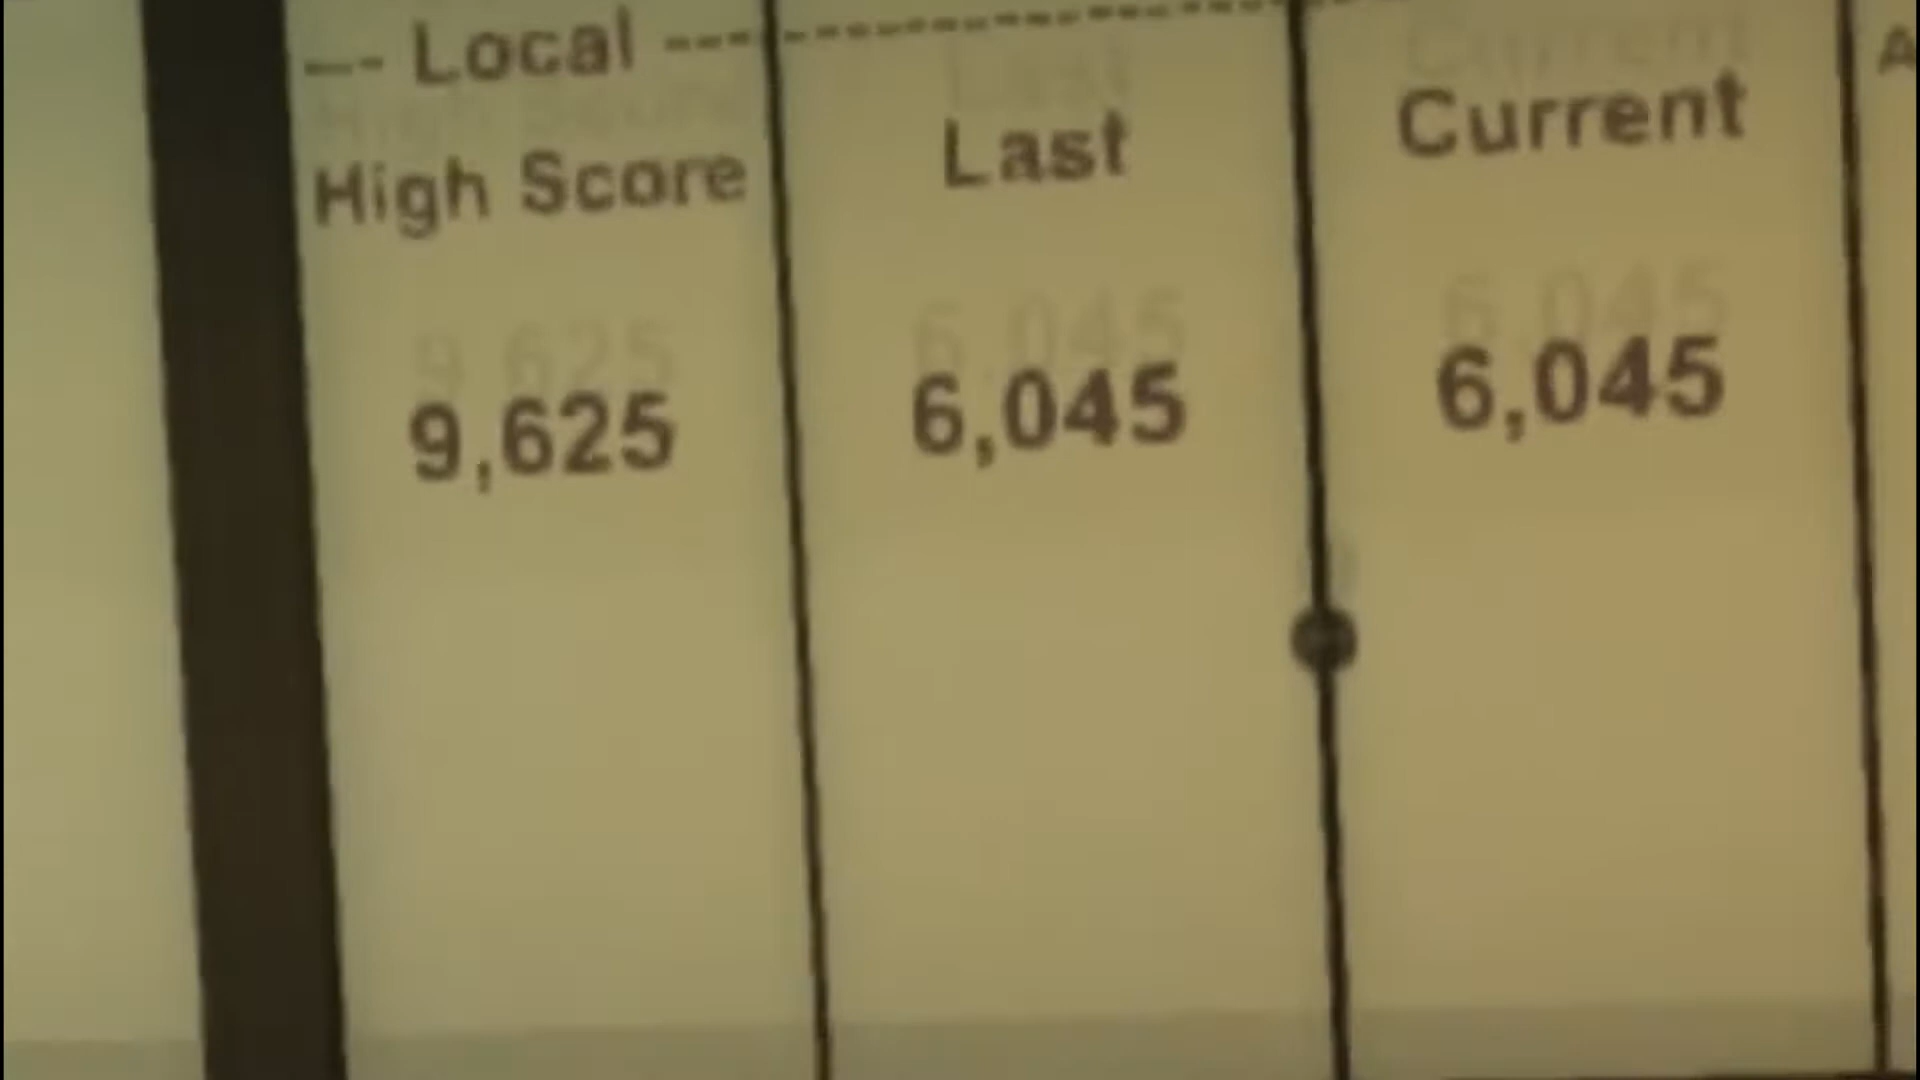 --- Local ---------------
High Score Last Current
9,625 6,045 6,045